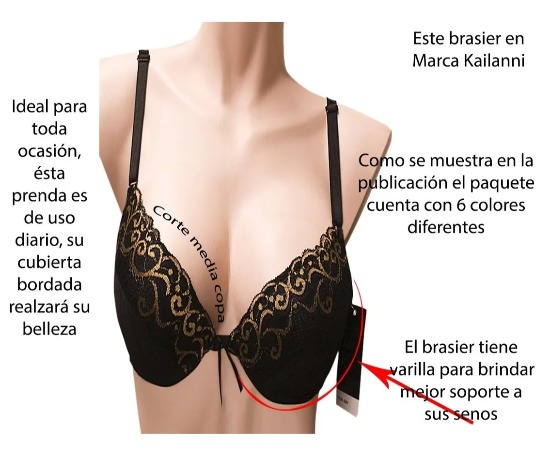 Este brasier en
Marca Kailanni
Ideal para
toda
ocasión,
ésta
prenda es
de uso
diario, su
cubierta
bordada
realzará su
belleza
Corte media copa
Como se muestra en la
publicación el paquete
cuenta con 6 colores
diferentes
El brasier tiene
varilla para brindar
mejor soporte a
sus senos